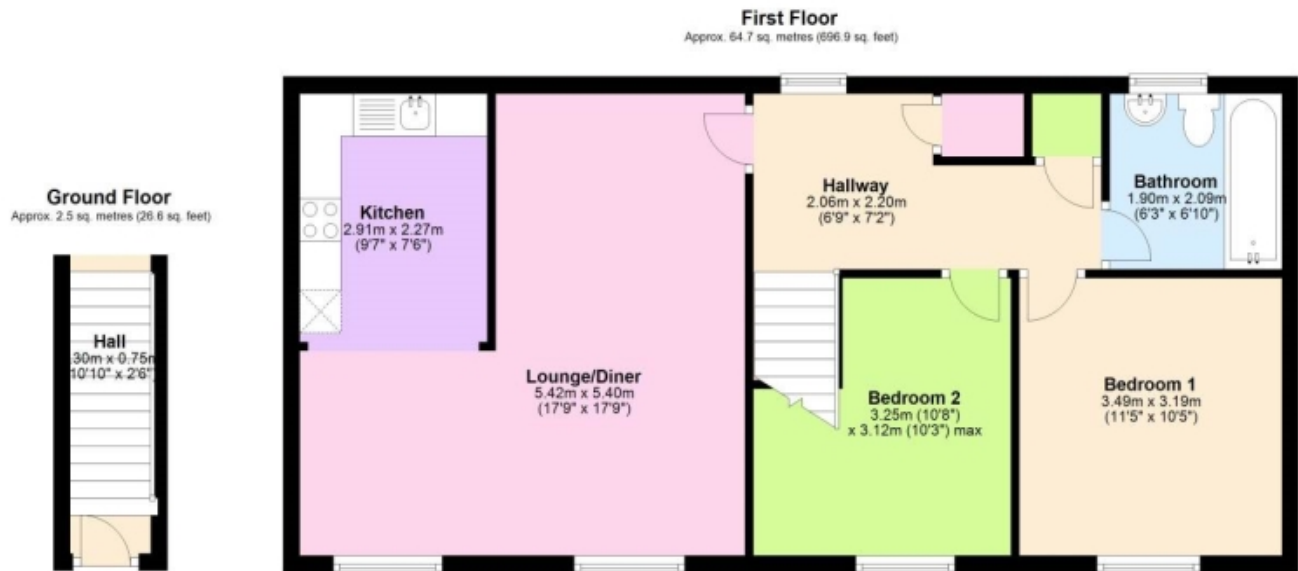 First Floor
Approx. 64.7 sq. metres (696.9 sq. feet)
Ground Floor
Approx. 2.5 sq. metres (26.6 sq. feet)
Hall
.30m x 0.75m
10'10" x 2'6"
Kitchen
2.91m x 2.27m
(9'7" x 7'6")
Lounge/Diner
5.42m x 5.40m
(17'9" x 17'9")
Hallway
2.06m x 2.20m
(6'9" x 7'2")
Bathroom
1.90m x 2.09m
(6'3" x 6'10")
Bedroom 2
3.25m (10'8")
x 3.12m (10'3") max
Bedroom 1
3.49m x 3.19m
(11'5" x 10'5")